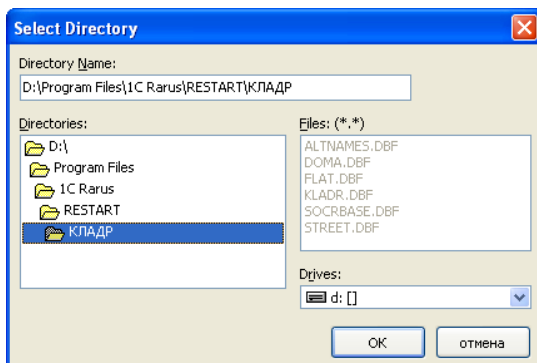 Select Directory
Directory Name:
D:\Program Files\1C Rarus\RESTART\КЛАДР
Directories:
D:\
Program Files
1C Rarus
RESTART
КЛАДР
Files: (*.*)
ALTNAMES.DBF
DOMA.DBF
FLAT.DBF
KLADR.DBF
SOCRBASE.DBF
STREET.DBF
Drives:
d: []
OK
отмена